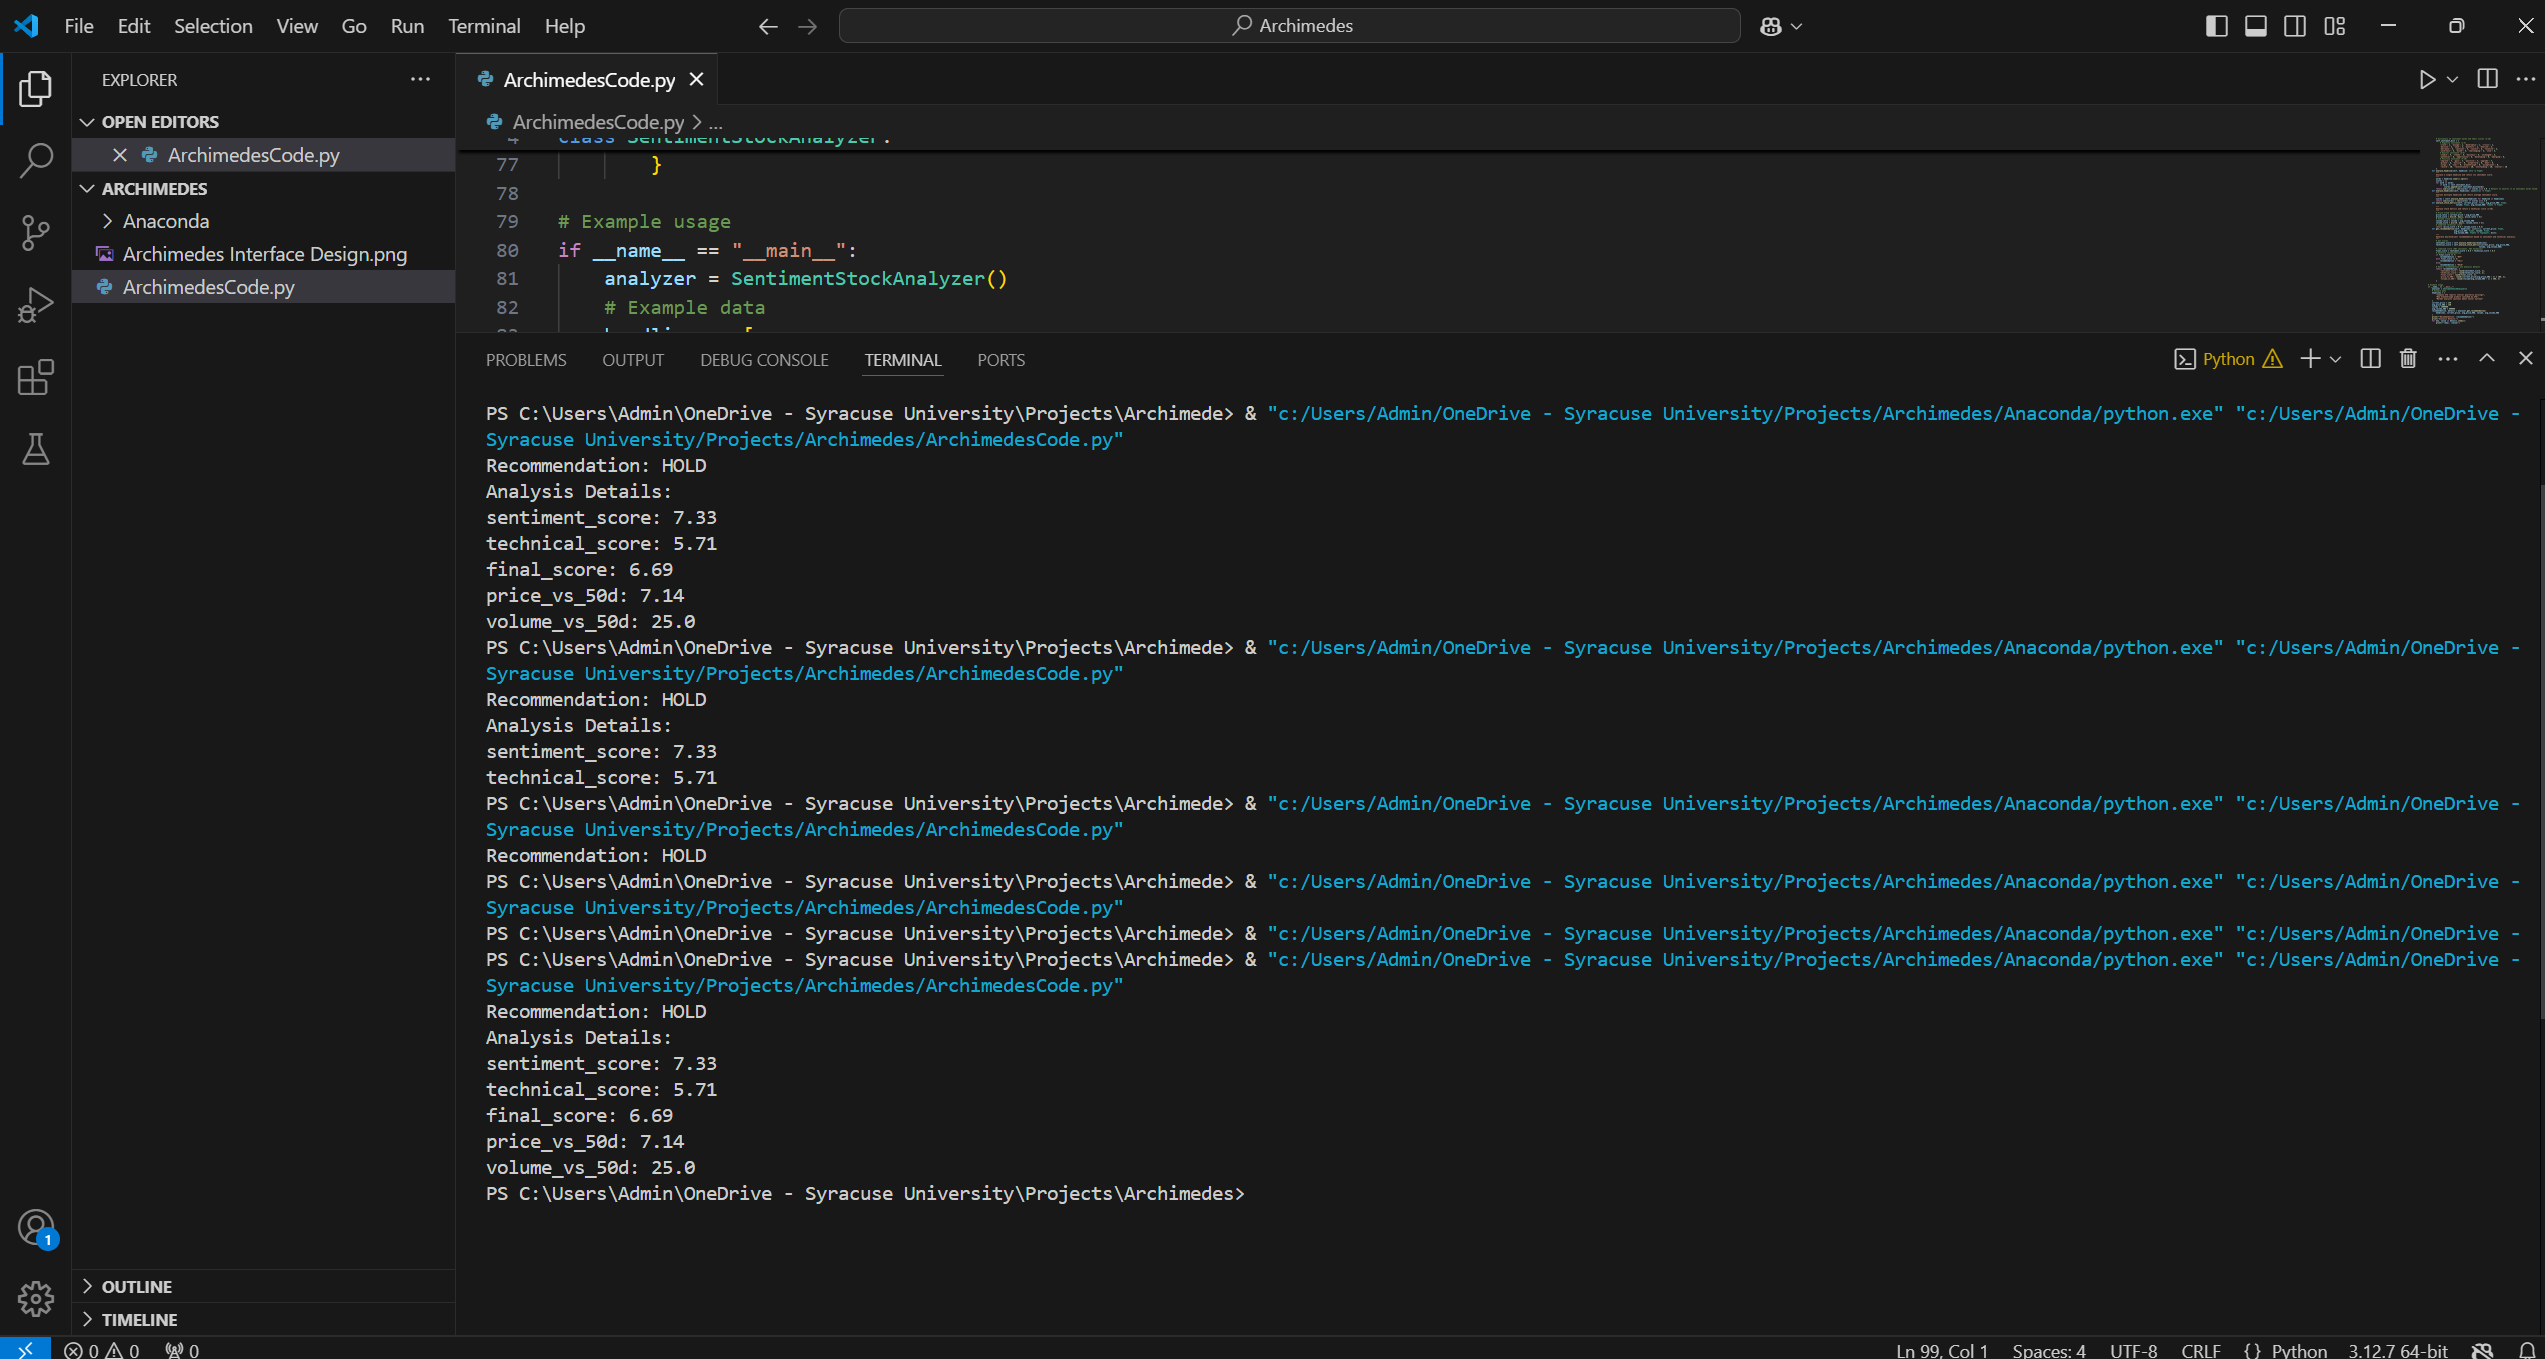 File Edit Selection View Go Run Terminal Help
Archimedes
EXPLORER
OPEN EDITORS
ArchimedesCode.py
ARCHIMEDES
Anaconda
Archimedes Interface Design.png
ArchimedesCode.py
OUTLINE
TIMELINE
ArchimedesCode.py
ArchimedesCode.py > ...
4 class SentimentStockAnalyzer:
77 }
78
79 # Example usage
80 if __name__ == "__main__":
81 analyzer = SentimentStockAnalyzer()
82 # Example data
PROBLEMS OUTPUT DEBUG CONSOLE TERMINAL PORTS
Python
PS C:\Users\Admin\OneDrive - Syracuse University\Projects\Archimede> & "c:/Users/Admin/OneDrive - Syracuse University/Projects/Archimedes/Anaconda/python.exe" "c:/Users/Admin/OneDrive -
Syracuse University/Projects/Archimedes/ArchimedesCode.py"
Recommendation: HOLD
Analysis Details:
sentiment_score: 7.33
technical_score: 5.71
final_score: 6.69
price_vs_50d: 7.14
volume_vs_50d: 25.0
PS C:\Users\Admin\OneDrive - Syracuse University\Projects\Archimede> & "c:/Users/Admin/OneDrive - Syracuse University/Projects/Archimedes/Anaconda/python.exe" "c:/Users/Admin/OneDrive -
Syracuse University/Projects/Archimedes/ArchimedesCode.py"
Recommendation: HOLD
Analysis Details:
sentiment_score: 7.33
technical_score: 5.71
PS C:\Users\Admin\OneDrive - Syracuse University\Projects\Archimede> & "c:/Users/Admin/OneDrive - Syracuse University/Projects/Archimedes/Anaconda/python.exe" "c:/Users/Admin/OneDrive -
Syracuse University/Projects/Archimedes/ArchimedesCode.py"
Recommendation: HOLD
PS C:\Users\Admin\OneDrive - Syracuse University\Projects\Archimede> & "c:/Users/Admin/OneDrive - Syracuse University/Projects/Archimedes/Anaconda/python.exe" "c:/Users/Admin/OneDrive -
Syracuse University/Projects/Archimedes/ArchimedesCode.py"
PS C:\Users\Admin\OneDrive - Syracuse University\Projects\Archimede> & "c:/Users/Admin/OneDrive - Syracuse University/Projects/Archimedes/Anaconda/python.exe" "c:/Users/Admin/OneDrive -
PS C:\Users\Admin\OneDrive - Syracuse University\Projects\Archimede> & "c:/Users/Admin/OneDrive - Syracuse University/Projects/Archimedes/Anaconda/python.exe" "c:/Users/Admin/OneDrive -
Syracuse University/Projects/Archimedes/ArchimedesCode.py"
Recommendation: HOLD
Analysis Details:
sentiment_score: 7.33
technical_score: 5.71
final_score: 6.69
price_vs_50d: 7.14
volume_vs_50d: 25.0
PS C:\Users\Admin\OneDrive - Syracuse University\Projects\Archimedes>
1
0 0 0
Ln 99, Col 1 Spaces: 4 UTF-8 CRLF {} Python 3.12.7 64-bit